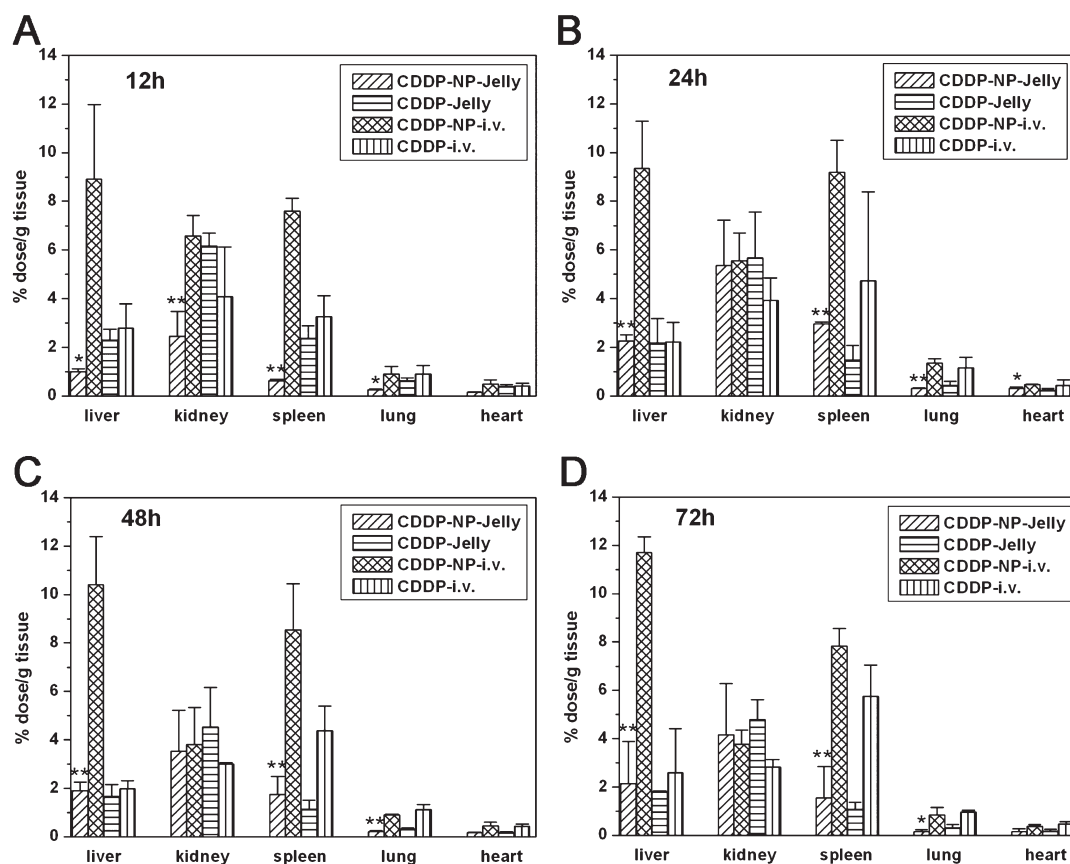 A
12h
% dose/g tissue
14
12
10
8
6
4
2
0
CDDP-NP-Jelly
CDDP-Jelly
CDDP-NP-i.v.
CDDP-i.v.
*
**
**
*
liver kidney spleen lung heart
B
24h
% dose/g tissue
14
12
10
8
6
4
2
0
CDDP-NP-Jelly
CDDP-Jelly
CDDP-NP-i.v.
CDDP-i.v.
**
**
**
*
liver kidney spleen lung heart
C
48h
% dose/g tissue
14
12
10
8
6
4
2
0
CDDP-NP-Jelly
CDDP-Jelly
CDDP-NP-i.v.
CDDP-i.v.
**
**
**
liver kidney spleen lung heart
D
72h
% dose/g tissue
14
12
10
8
6
4
2
0
CDDP-NP-Jelly
CDDP-Jelly
CDDP-NP-i.v.
CDDP-i.v.
**
**
*
liver kidney spleen lung heart